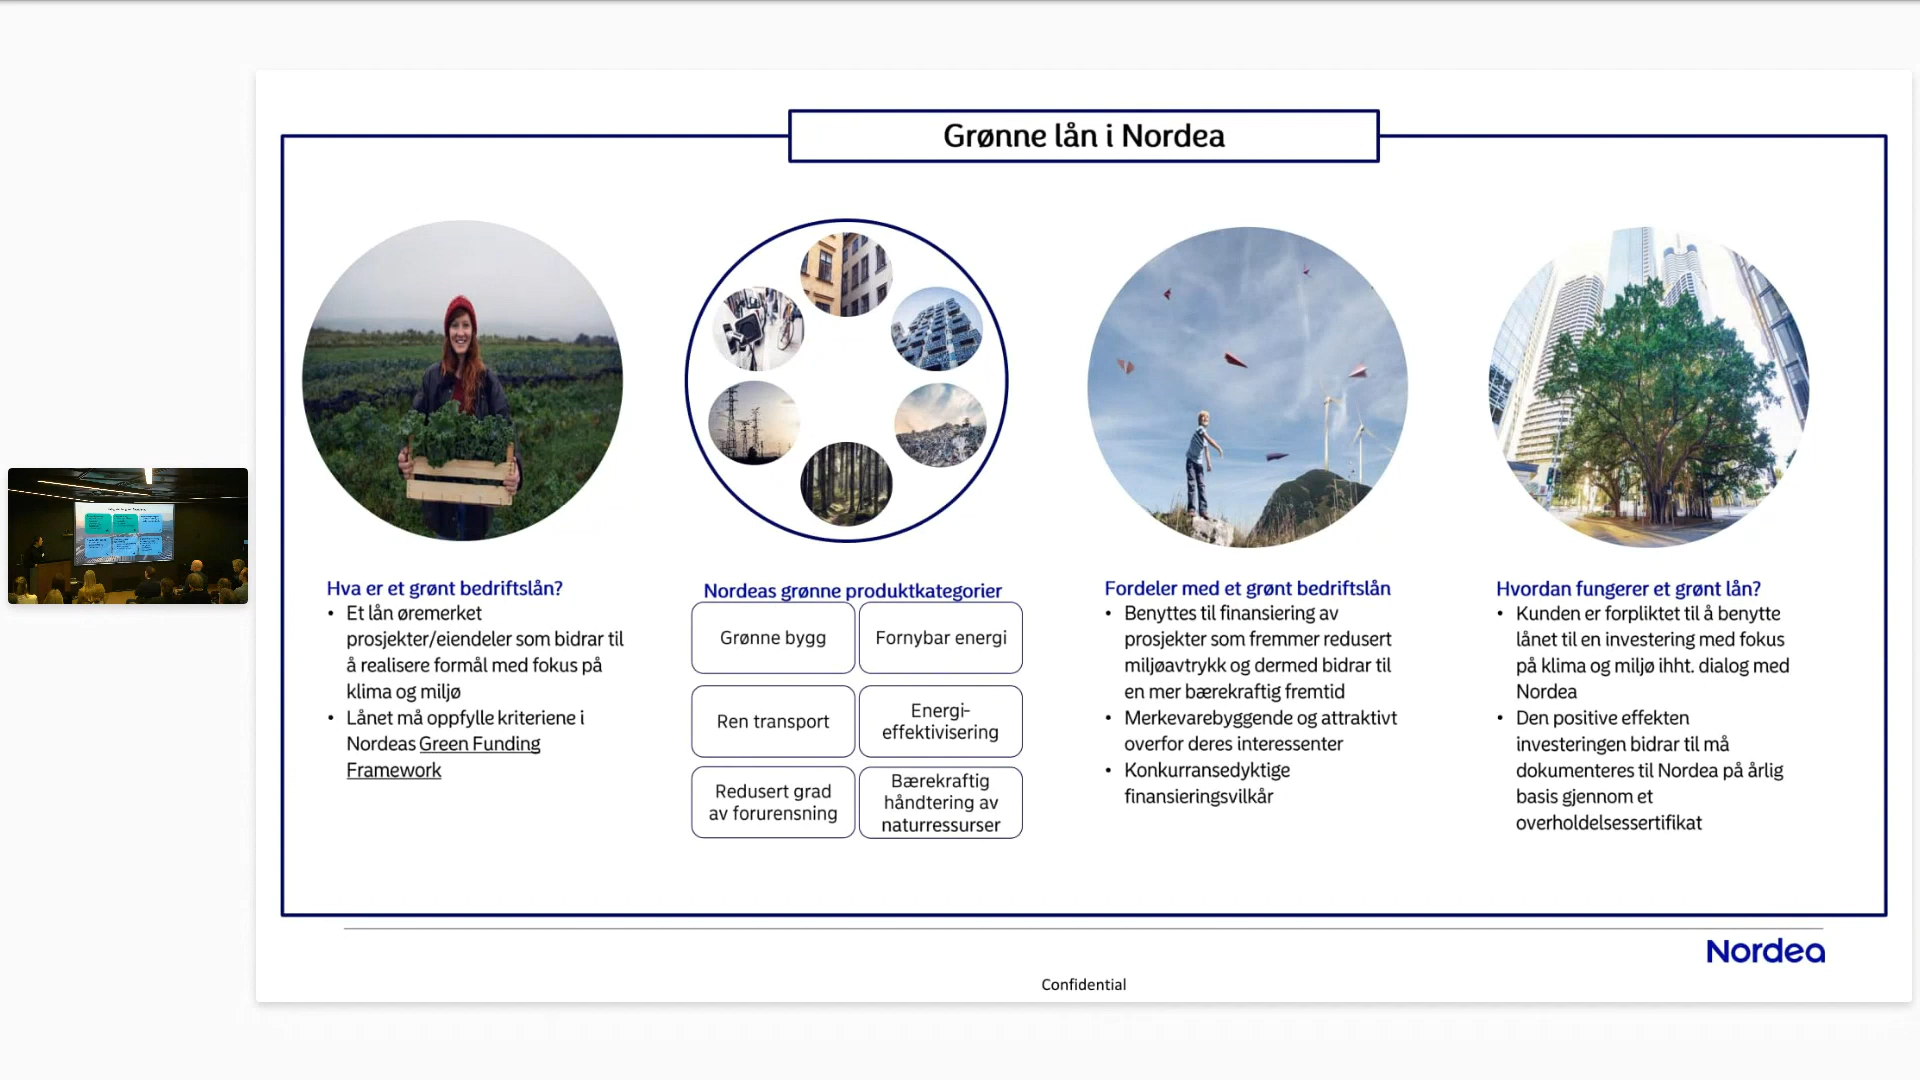 Grønne lån i Nordea
Hva er et grønt bedriftslån?
• Et lån øremerket
prosjekter/eiendeler som bidrar til
å realisere formål med fokus på
klima og miljø
• Lånet må oppfylle kriteriene i
Nordeas Green Funding
Framework
Nordeas grønne produktkategorier
Grønne bygg
Fornybar energi
Ren transport
Energi-
effektivisering
Redusert grad
av forurensning
Bærekraftig
håndtering av
naturressurser
Fordeler med et grønt bedriftslån
• Benyttes til finansiering av
prosjekter som fremmer redusert
miljøavtrykk og dermed bidrar til
en mer bærekraftig fremtid
• Merkevarebyggende og attraktivt
overfor deres interessenter
• Konkurransedyktige
finansieringsvilkår
Hvordan fungerer et grønt lån?
• Kunden er forpliktet til å benytte
lånet til en investering med fokus
på klima og miljø ihht. dialog med
Nordea
• Den positive effekten
investeringen bidrar til må
dokumenteres til Nordea på årlig
basis gjennom et
overholdelsessertifikat
Nordea
Confidential